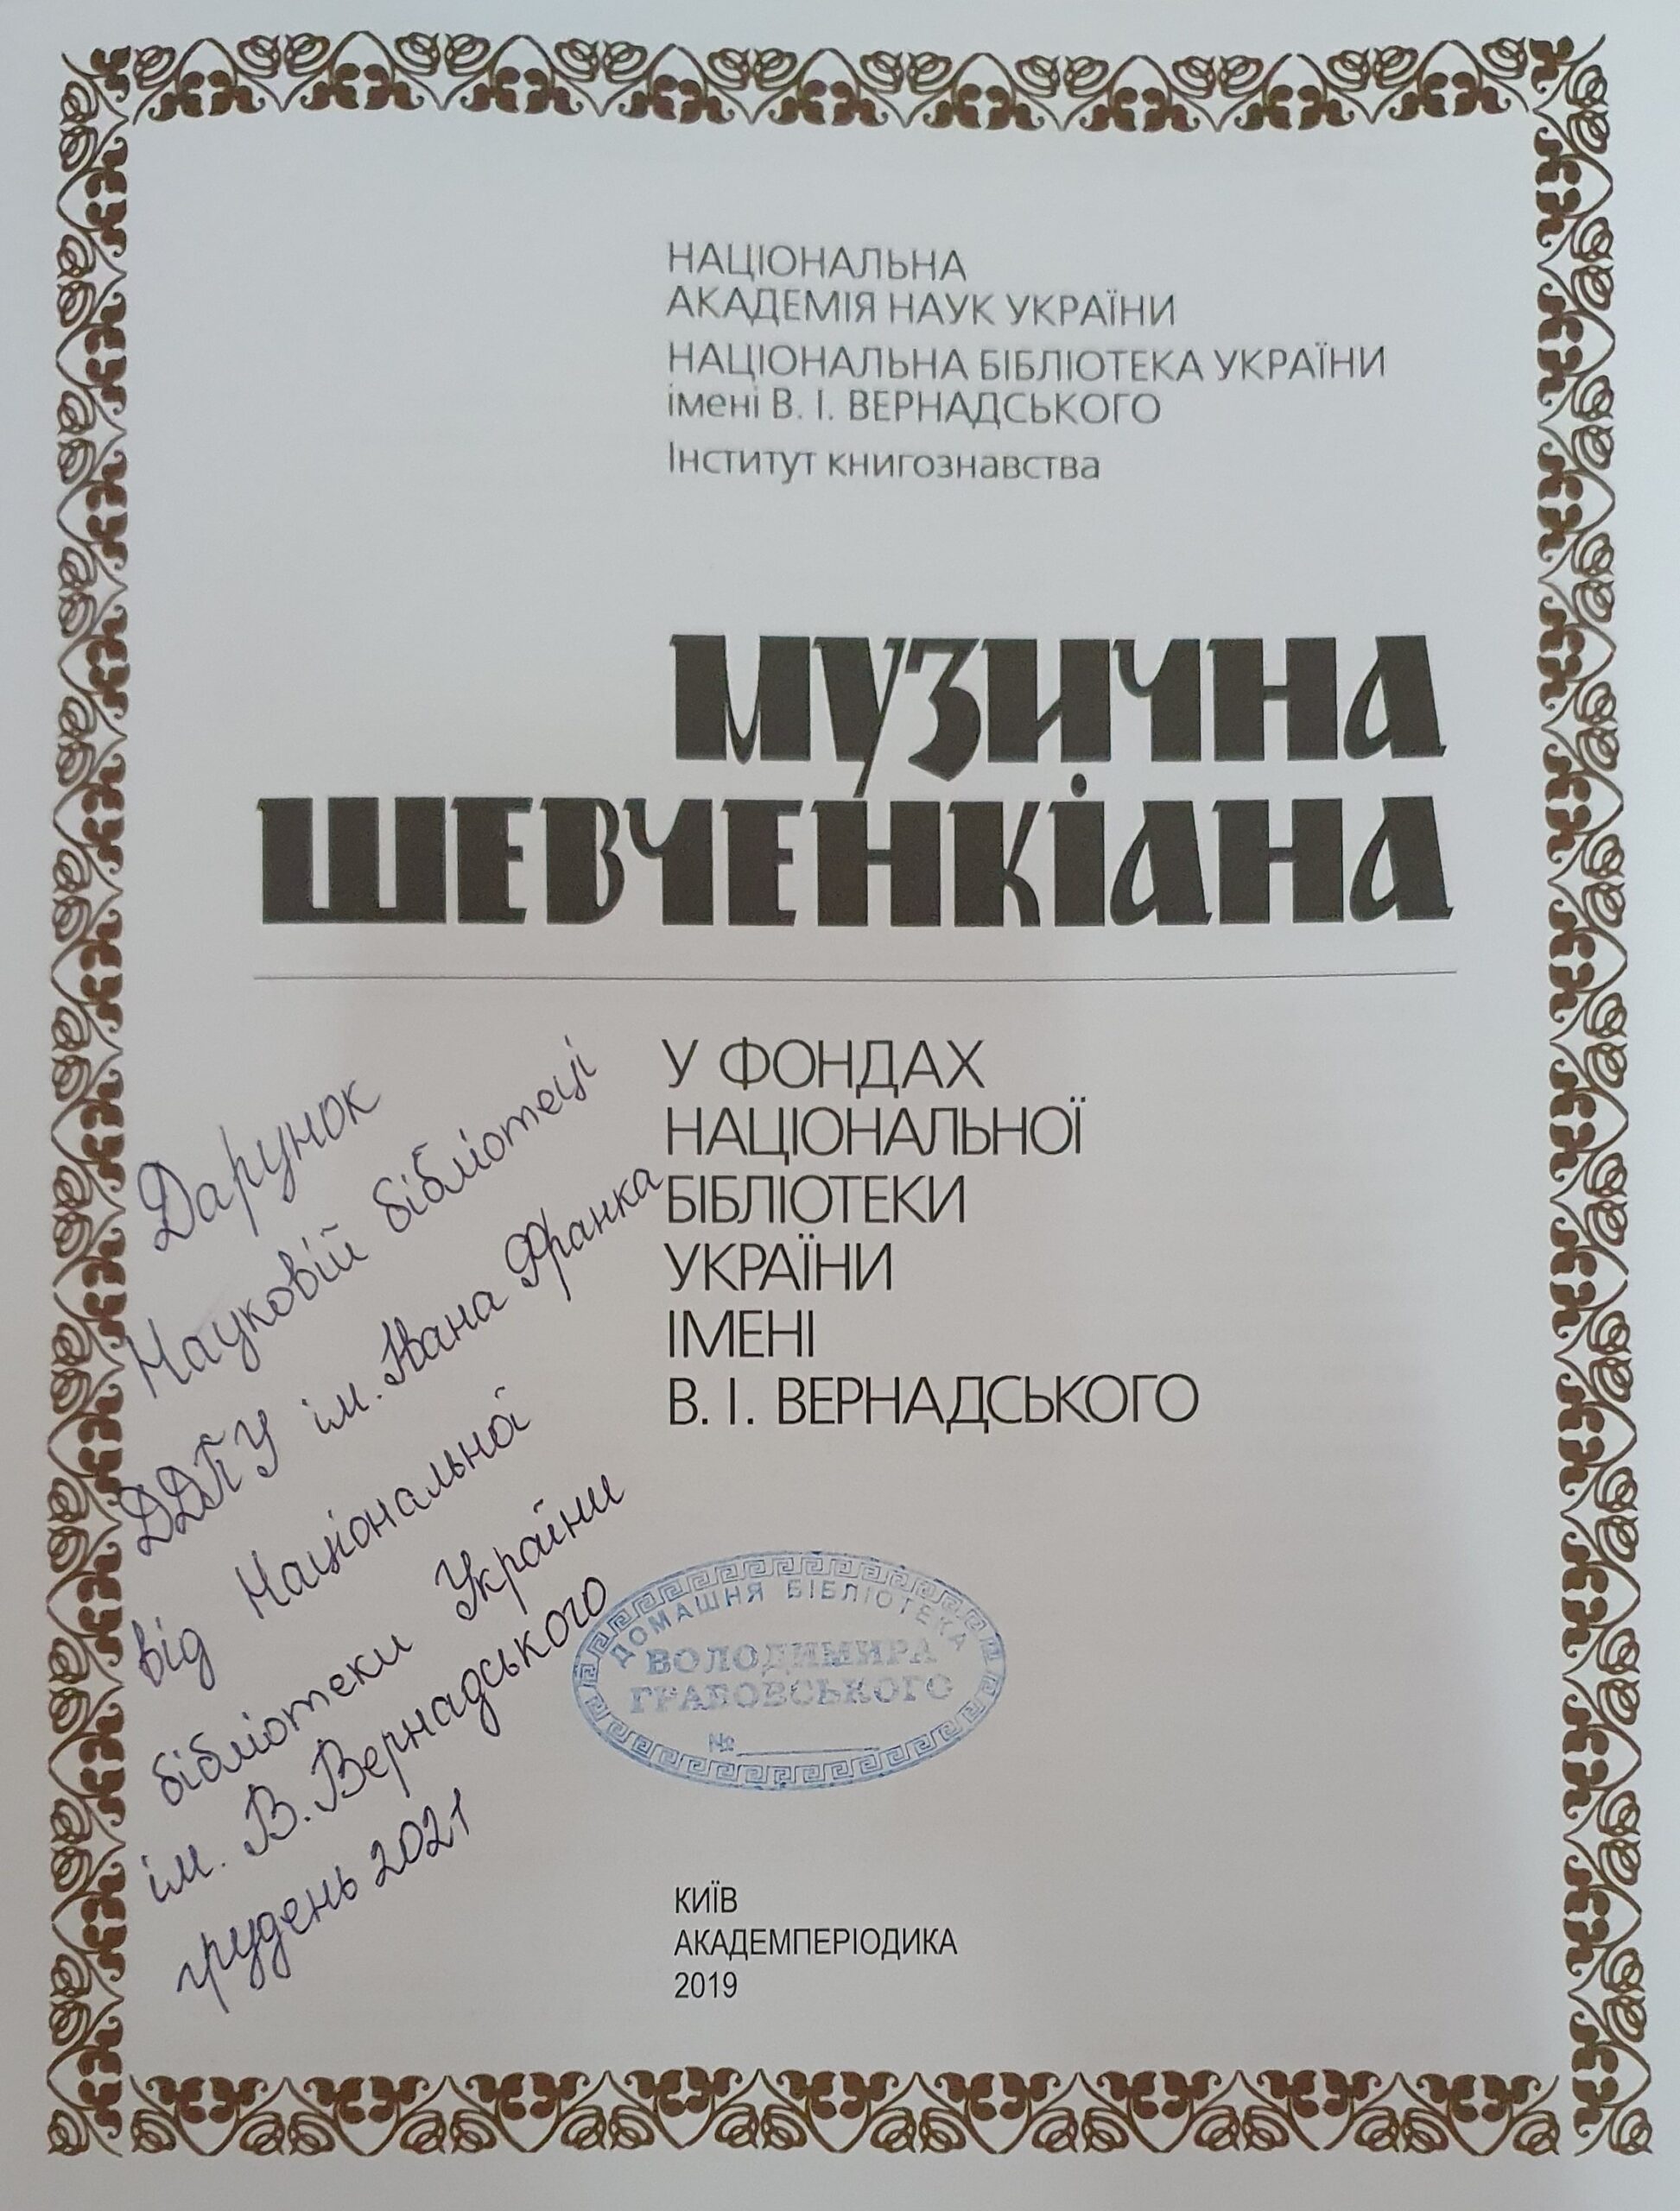 НАЦІОНАЛЬНА
АКАДЕМІЯ НАУК УКРАЇНИ
НАЦІОНАЛЬНА БІБЛІОТЕКА УКРАЇНИ
імені В. І. ВЕРНАДСЬКОГО
Інститут книгознавства
МУЗИЧНА
ШЕВЧЕНКІАНА
У ФОНДАХ
НАЦІОНАЛЬНОЇ
БІБЛІОТЕКИ
УКРАЇНИ
ІМЕНІ
В. І. ВЕРНАДСЬКОГО
Дарунок
Науковій бібліотеці
ДДПУ ім. Івана Франка
від Національної
бібліотеки України
ім. В. Вернадського
грудень 2021
ДОМАШНЯ БІБЛІОТЕКА
ВОЛОДИМИРА
ГРАБОВСЬКОГО
№
КИЇВ
АКАДЕМПЕРІОДИКА
2019